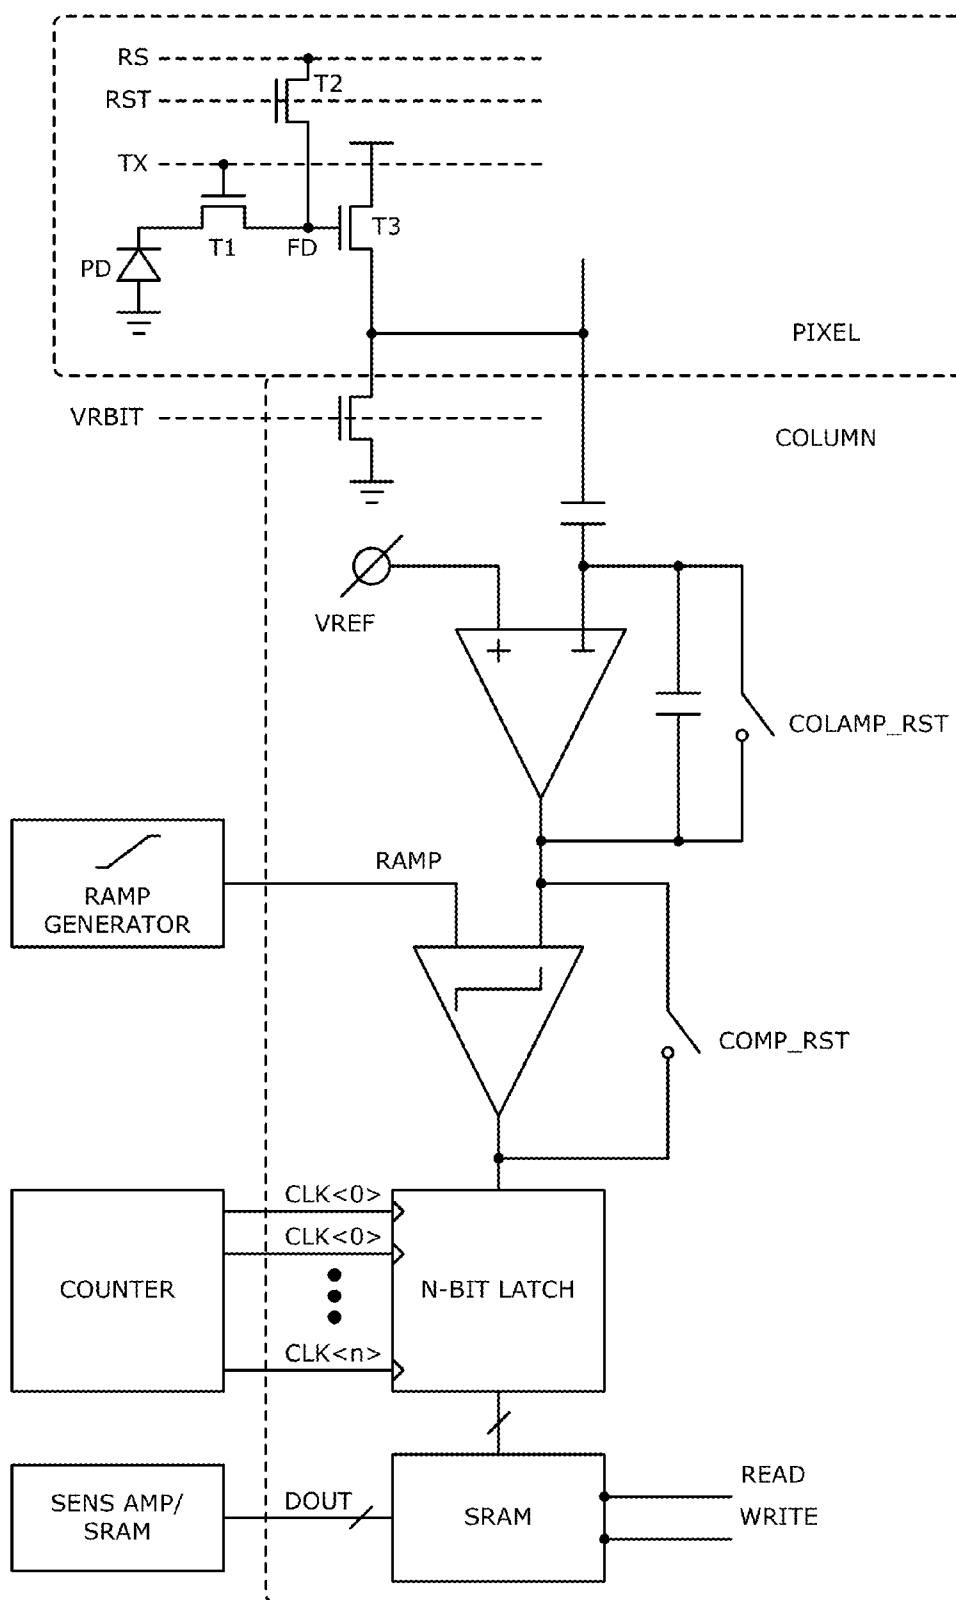 RS
T2
RST
TX
T3
T1
FD
PD
PIXEL
VRBIT
COLUMN
VREF
+
COLAMP_RST
RAMP
RAMP
GENERATOR
COMP_RST
CLK<0>
CLK<0>
COUNTER
N-BIT LATCH
CLK<n>
READ
SENS AMP/
SRAM
DOUT
SRAM
WRITE